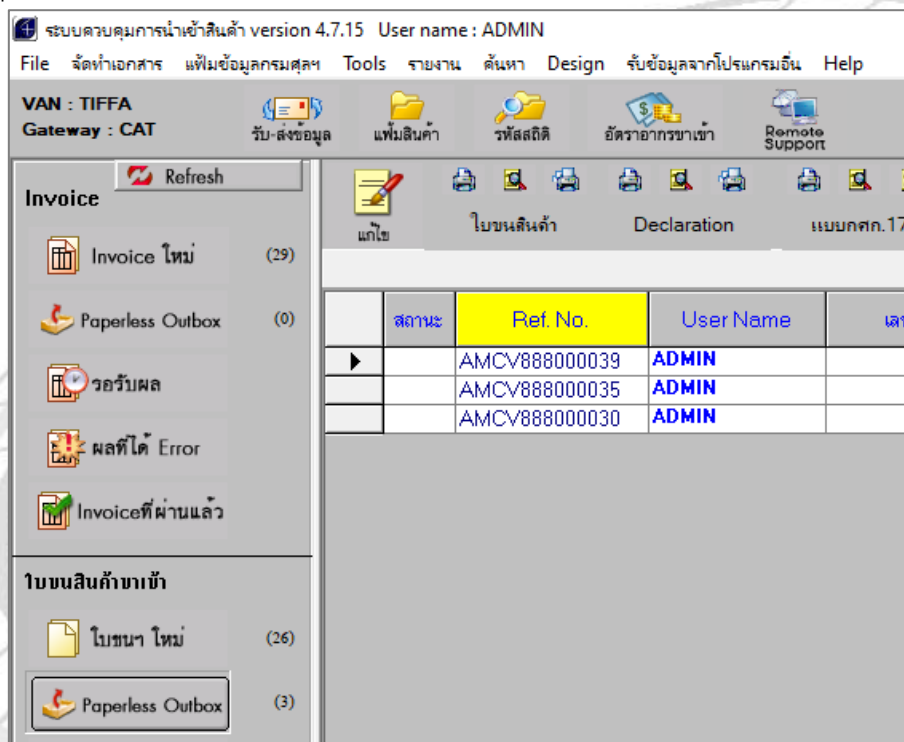 ระบบควบคุมการนำเข้าสินค้า version 4.7.15 User name : ADMIN
File จัดทำเอกสาร แฟ้มข้อมูลกรมศุลฯ Tools รายงาน ค้นหา Design รับข้อมูลจากโปรแกรมอื่น Help
VAN : TIFFA
Gateway : CAT
รับ-ส่งข้อมูล แฟ้มสินค้า รหัสสถิติ อัตราอากรขาเข้า Remote Support
Refresh
Invoice
แก้ไข ใบขนสินค้า Declaration แบบกศก.17
Invoice ใหม่ (29)
Paperless Outbox (0)
สถานะ Ref. No. User Name
AMCV888000039 ADMIN
AMCV888000035 ADMIN
AMCV888000030 ADMIN
รอรับผล
ผลที่ได้ Error
Invoiceที่ผ่านแล้ว
ใบขนสินค้าขาเข้า
ใบขนฯ ใหม่ (26)
Paperless Outbox (3)